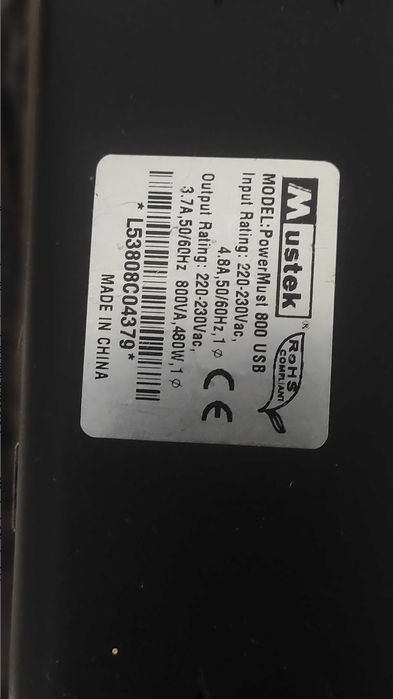 Mustek®
RoHS
COMPLIANT
MODEL:PowerMust 800 USB
Input Rating: 220-230Vac,
4.8A,50/60Hz,1 ø
Output Rating: 220-230Vac,
3.7A,50/60Hz 800VA,480W,1 ø
CE
*L53808C04379*
MADE IN CHINA